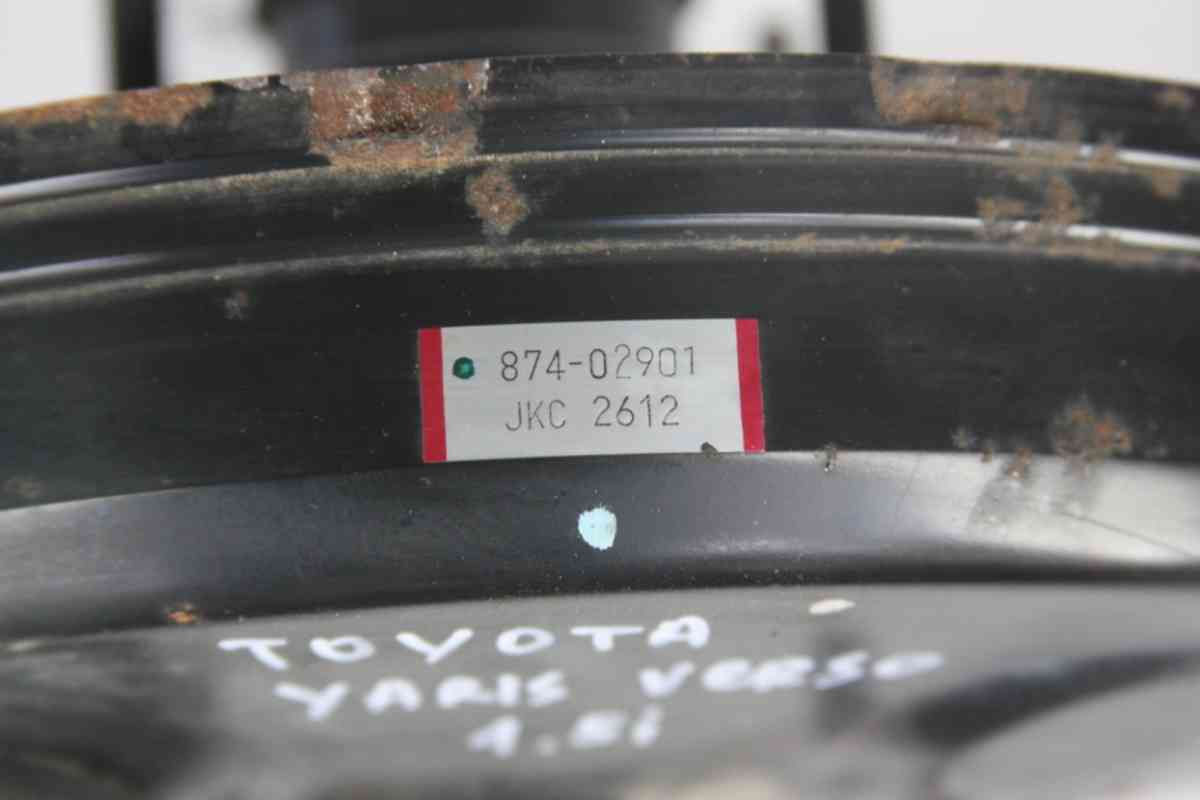 874-02901
JKC 2612
TOYOTA
YARIS VERSO
1.5i